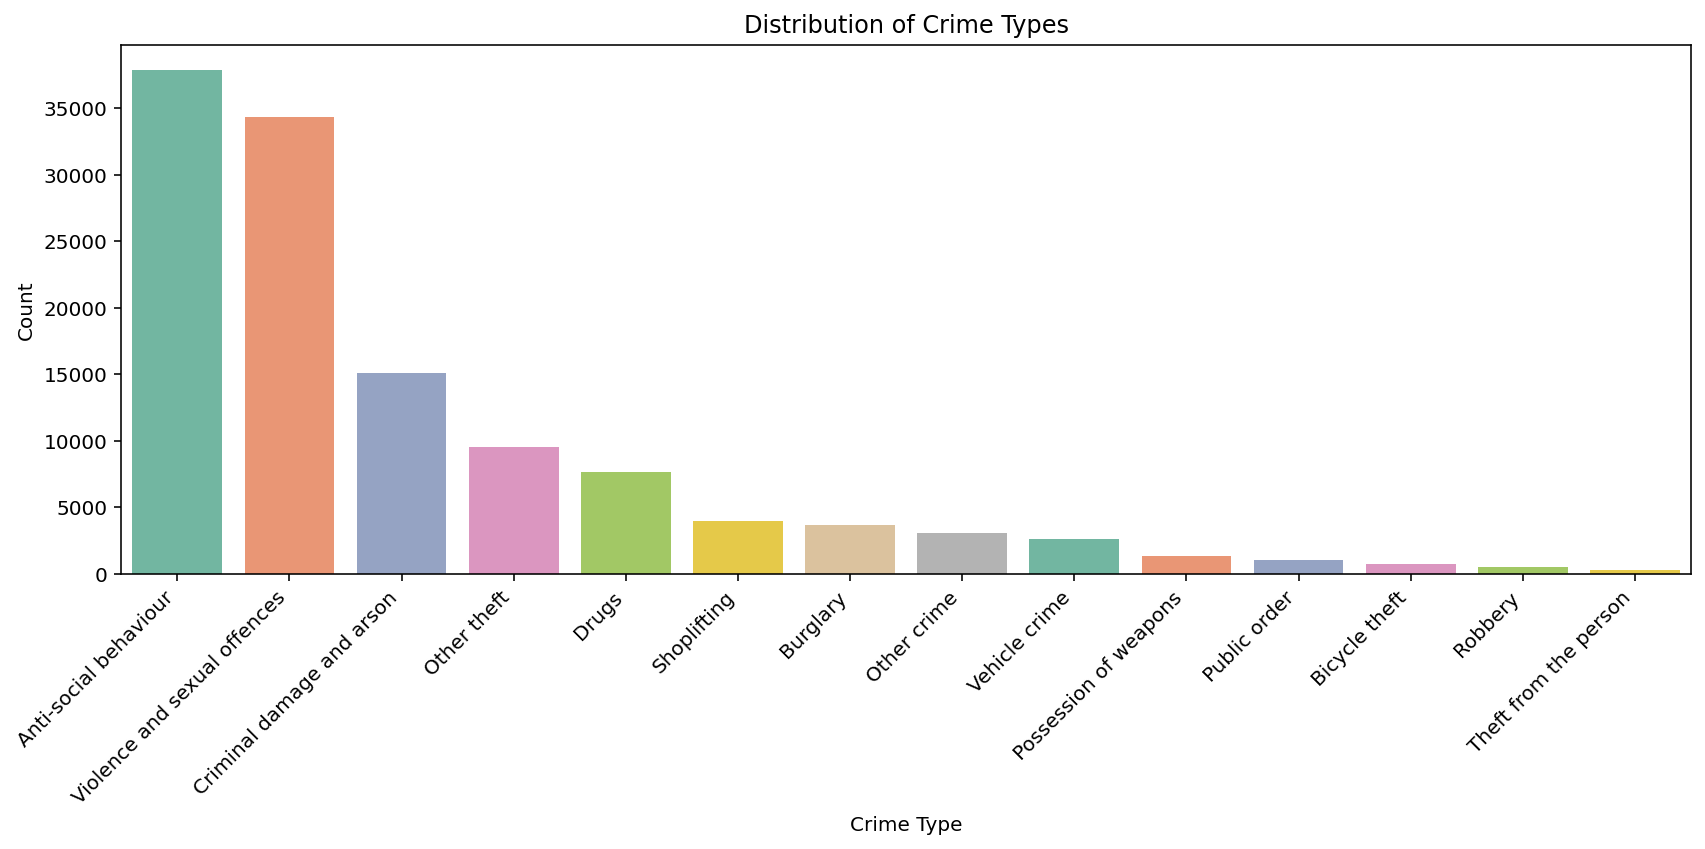 Distribution of Crime Types
Count
35000
30000
25000
20000
15000
10000
5000
0
Anti-social behaviour
Violence and sexual offences
Criminal damage and arson
Other theft
Drugs
Shoplifting
Burglary
Other crime
Vehicle crime
Possession of weapons
Public order
Bicycle theft
Robbery
Theft from the person
Crime Type